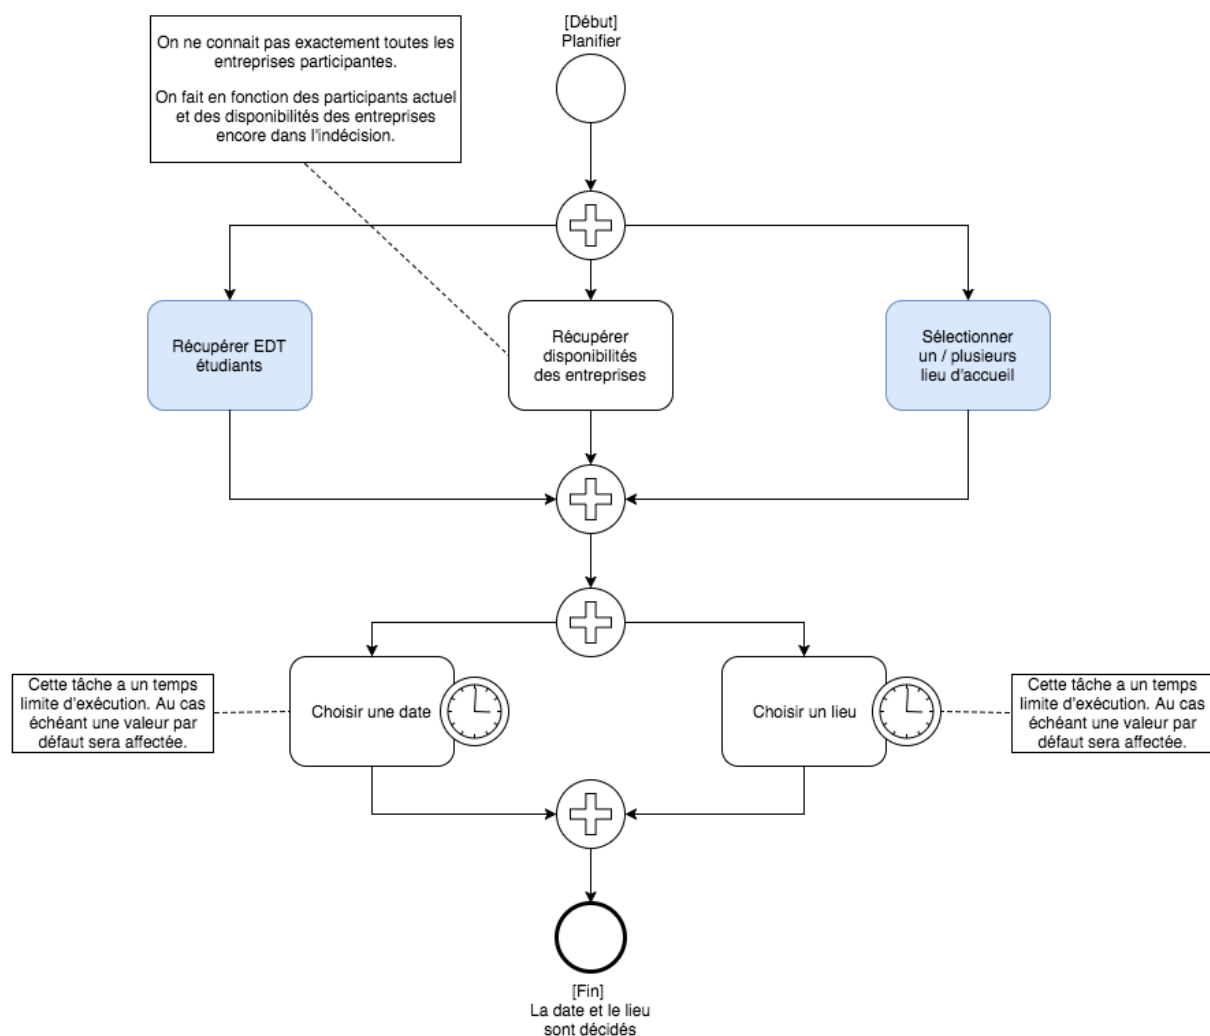 [Début]
Planifier
On ne connait pas exactement toutes les
entreprises participantes.
On fait en fonction des participants actuel
et des disponibilités des entreprises
encore dans l'indécision.
Récupérer EDT
étudiants
Récupérer
disponibilités
des entreprises
Sélectionner
un / plusieurs
lieu d'accueil
Cette tâche a un temps
limite d'exécution. Au cas
échéant une valeur par
défaut sera affectée.
Choisir une date
Choisir un lieu
Cette tâche a un temps
limite d'exécution. Au cas
échéant une valeur par
défaut sera affectée.
[Fin]
La date et le lieu
sont décidés